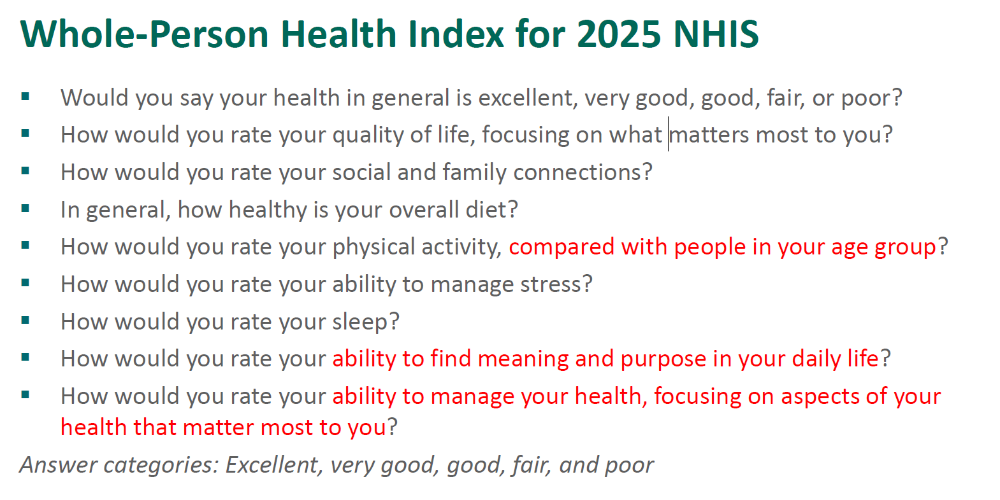 Whole-Person Health Index for 2025 NHIS
▪ Would you say your health in general is excellent, very good, good, fair, or poor?
▪ How would you rate your quality of life, focusing on what matters most to you?
▪ How would you rate your social and family connections?
▪ In general, how healthy is your overall diet?
▪ How would you rate your physical activity, compared with people in your age group?
▪ How would you rate your ability to manage stress?
▪ How would you rate your sleep?
▪ How would you rate your ability to find meaning and purpose in your daily life?
▪ How would you rate your ability to manage your health, focusing on aspects of your
health that matter most to you?
Answer categories: Excellent, very good, good, fair, and poor